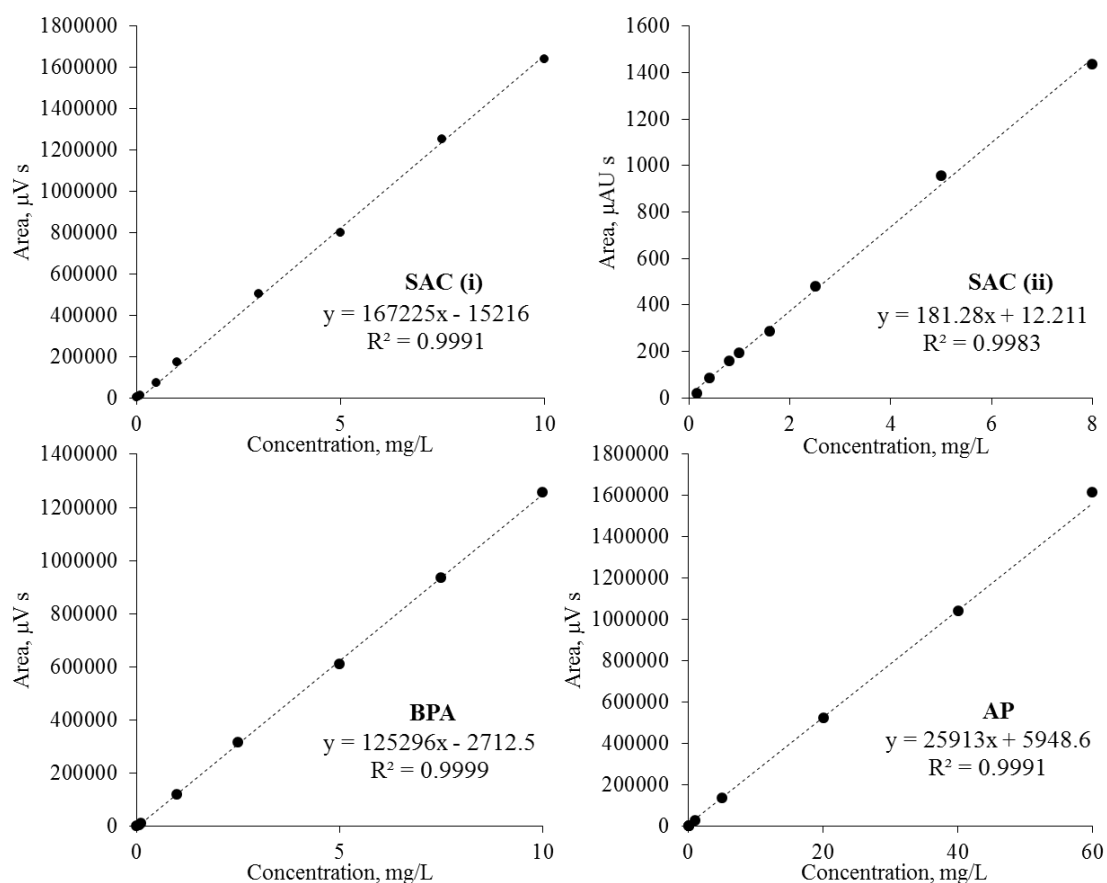 1800000
1600000
1400000
1200000
1000000
800000
600000
400000
200000
0
Area, µV s
SAC (i)
y = 167225x - 15216
R² = 0.9991
0 5 10
Concentration, mg/L
1600
1400
1200
1000
800
600
400
200
0
Area, µAU s
SAC (ii)
y = 181.28x + 12.211
R² = 0.9983
0 2 4 6 8
Concentration, mg/L
1400000
1200000
1000000
800000
600000
400000
200000
0
Area, µV s
BPA
y = 125296x - 2712.5
R² = 0.9999
0 5 10
Concentration, mg/L
1800000
1600000
1400000
1200000
1000000
800000
600000
400000
200000
0
Area, µV s
AP
y = 25913x + 5948.6
R² = 0.9991
0 20 40 60
Concentration, mg/L